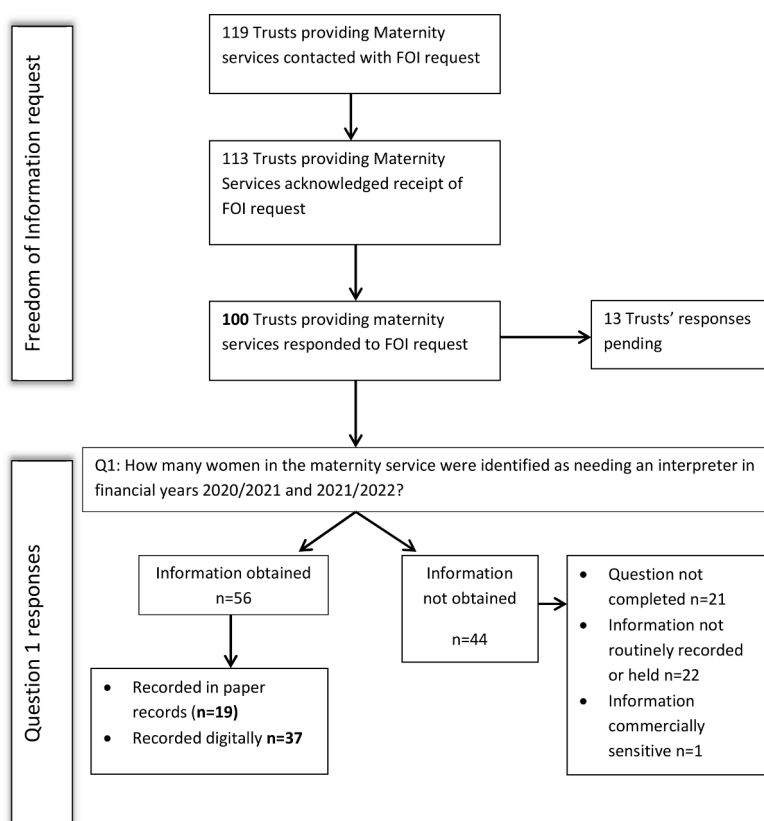 Freedom of Information request
119 Trusts providing Maternity
services contacted with FOI request
113 Trusts providing Maternity
Services acknowledged receipt of
FOI request
100 Trusts providing maternity
services responded to FOI request
13 Trusts’ responses
pending
Question 1 responses
Q1: How many women in the maternity service were identified as needing an interpreter in
financial years 2020/2021 and 2021/2022?
Information obtained
n=56
Information
not obtained
n=44
• Question not
completed n=21
• Information not
routinely recorded
or held n=22
• Information
commercially
sensitive n=1
• Recorded in paper
records (n=19)
• Recorded digitally n=37